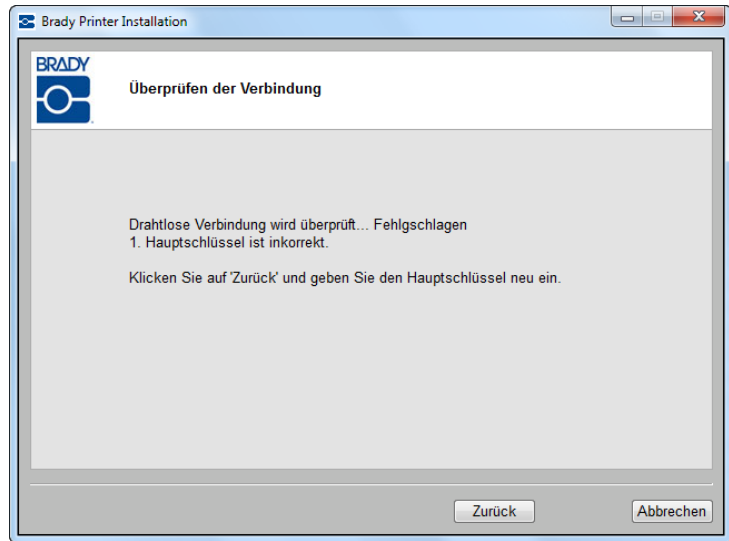 Brady Printer Installation
BRADY
Überprüfen der Verbindung
Drahtlose Verbindung wird überprüft... Fehlgschlagen
1. Hauptschlüssel ist inkorrekt.
Klicken Sie auf 'Zurück' und geben Sie den Hauptschlüssel neu ein.
Zurück
Abbrechen